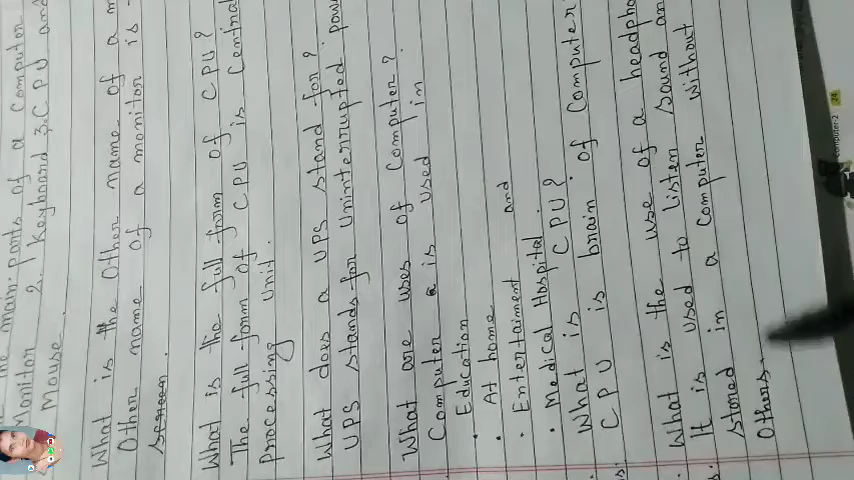 the main parts of a Computer
Monitor 2. Keyboard 3. CPU and
Mouse.
What is the Other name of a m
Other name of a monitor is
screen.
What is the full form of CPU?
The full form of CPU is Central
Processing Unit.
What does a UPS stand for?
UPS stands for Uninterrupted pow
What are uses of Computer?
Computer is used in
• Education
• At home
• Entertaiment and
• Medical Hospital.
What is CPU?
s: CPU is brain of Computer
What is the use of a headpho
s. It is used to listen sound an
stored in a Computer without
Others.
Computer-2 24